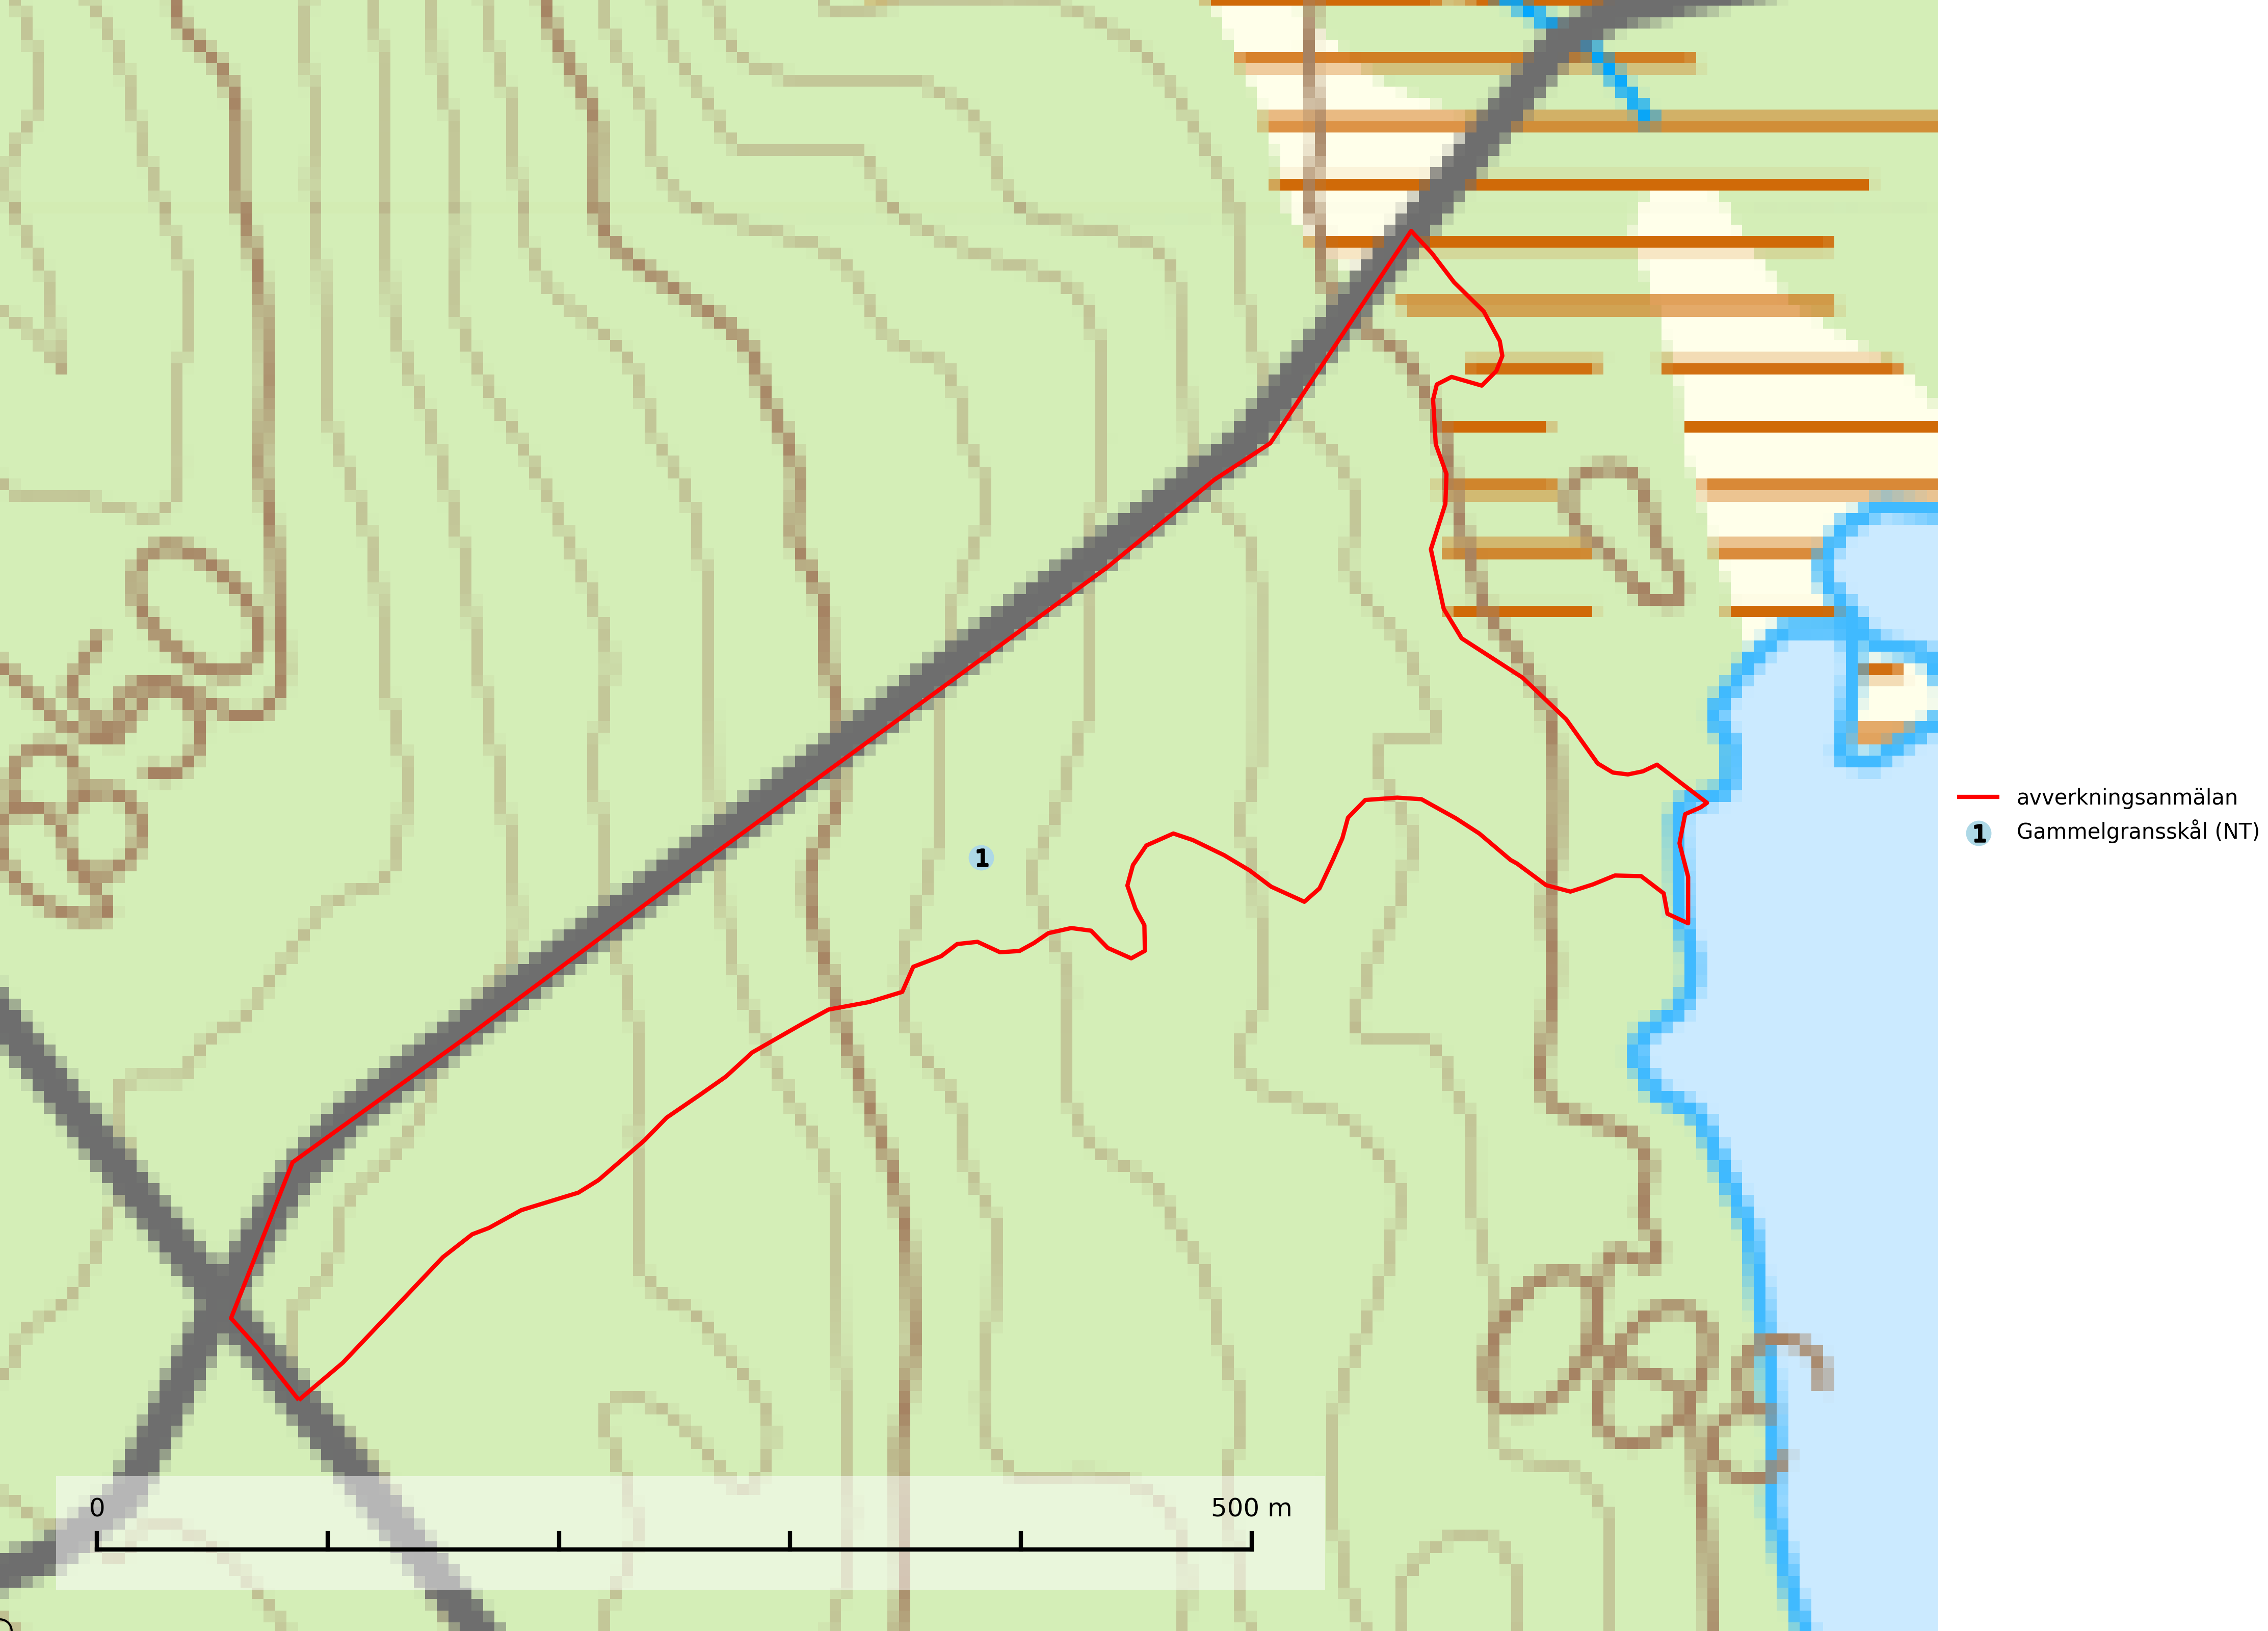 avverkningsanmälan
1 Gammelgransskål (NT)
1
0 500 m